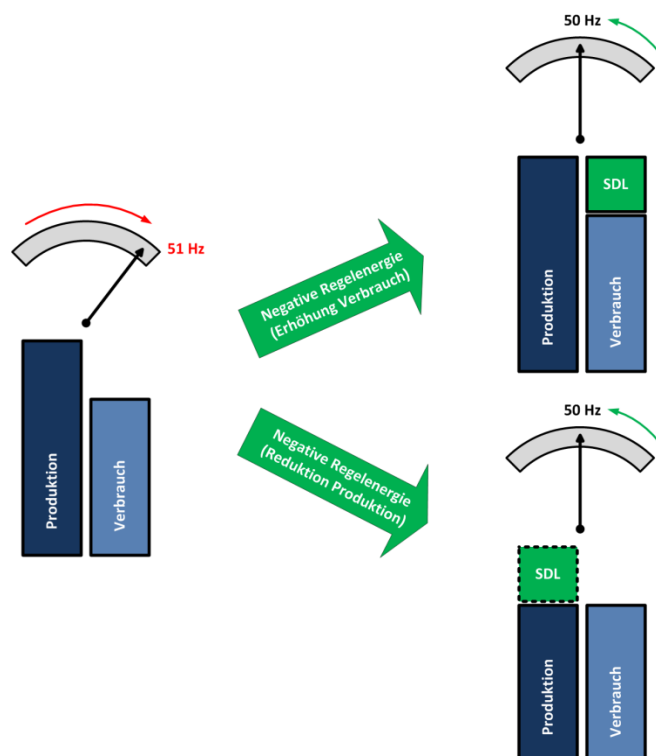 51 Hz
Produktion
Verbrauch
Negative Regelenergie
(Erhöhung Verbrauch)
50 Hz
SDL
Produktion
Verbrauch
Negative Regelenergie
(Reduktion Produktion)
50 Hz
SDL
Produktion
Verbrauch